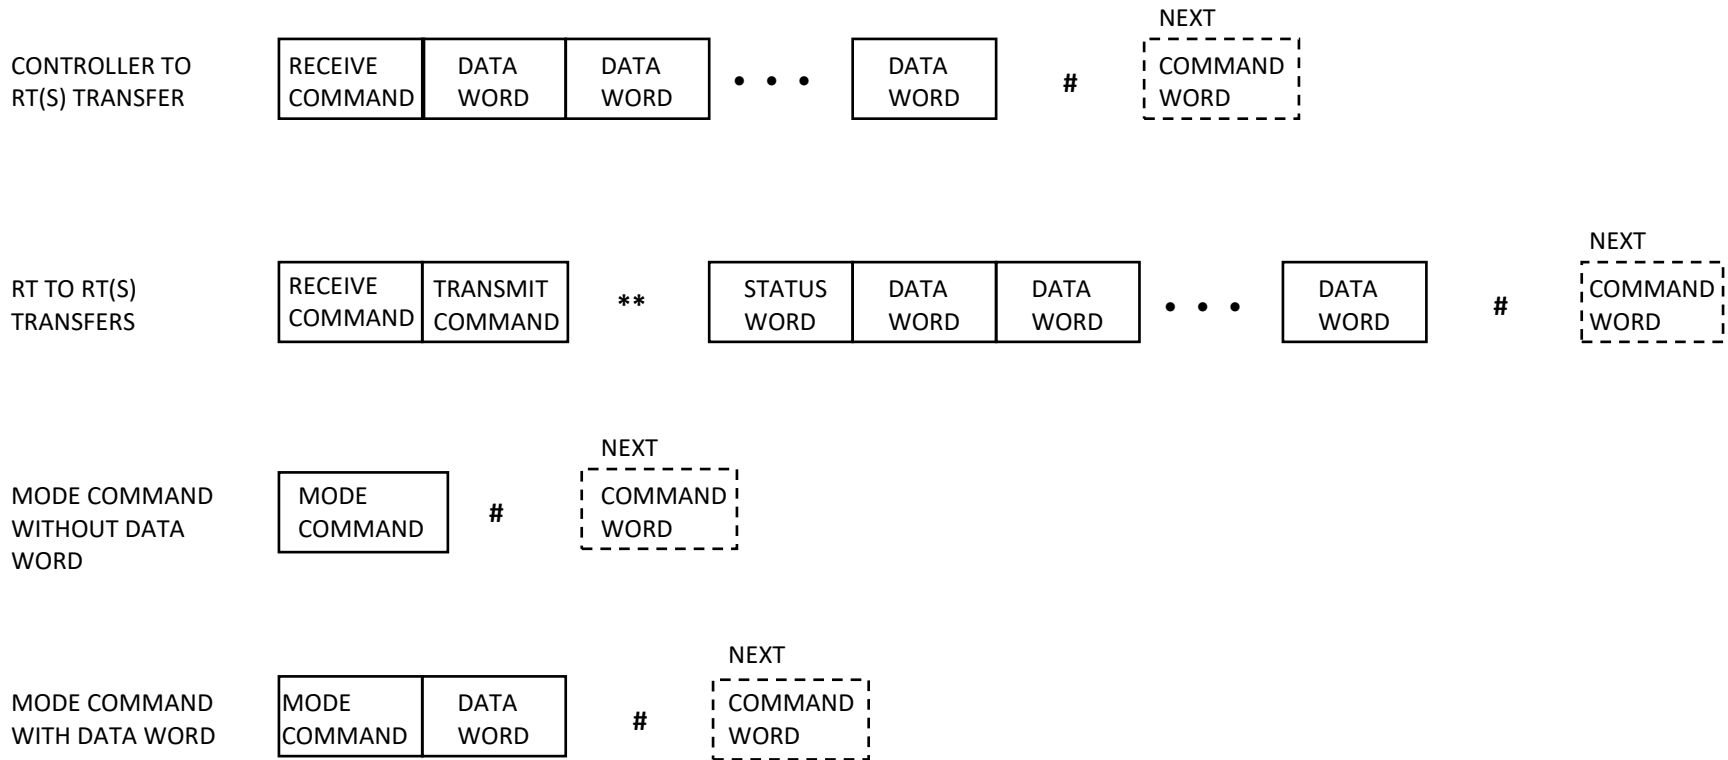 NEXT
CONTROLLER TO
RT(S) TRANSFER
RECEIVE
COMMAND
DATA
WORD
DATA
WORD
• • •
DATA
WORD
#
COMMAND
WORD
NEXT
RT TO RT(S)
TRANSFERS
RECEIVE
COMMAND
TRANSMIT
COMMAND
**
STATUS
WORD
DATA
WORD
DATA
WORD
• • •
DATA
WORD
#
COMMAND
WORD
NEXT
MODE COMMAND
WITHOUT DATA
WORD
MODE
COMMAND
#
COMMAND
WORD
NEXT
MODE COMMAND
WITH DATA WORD
MODE
COMMAND
DATA
WORD
#
COMMAND
WORD